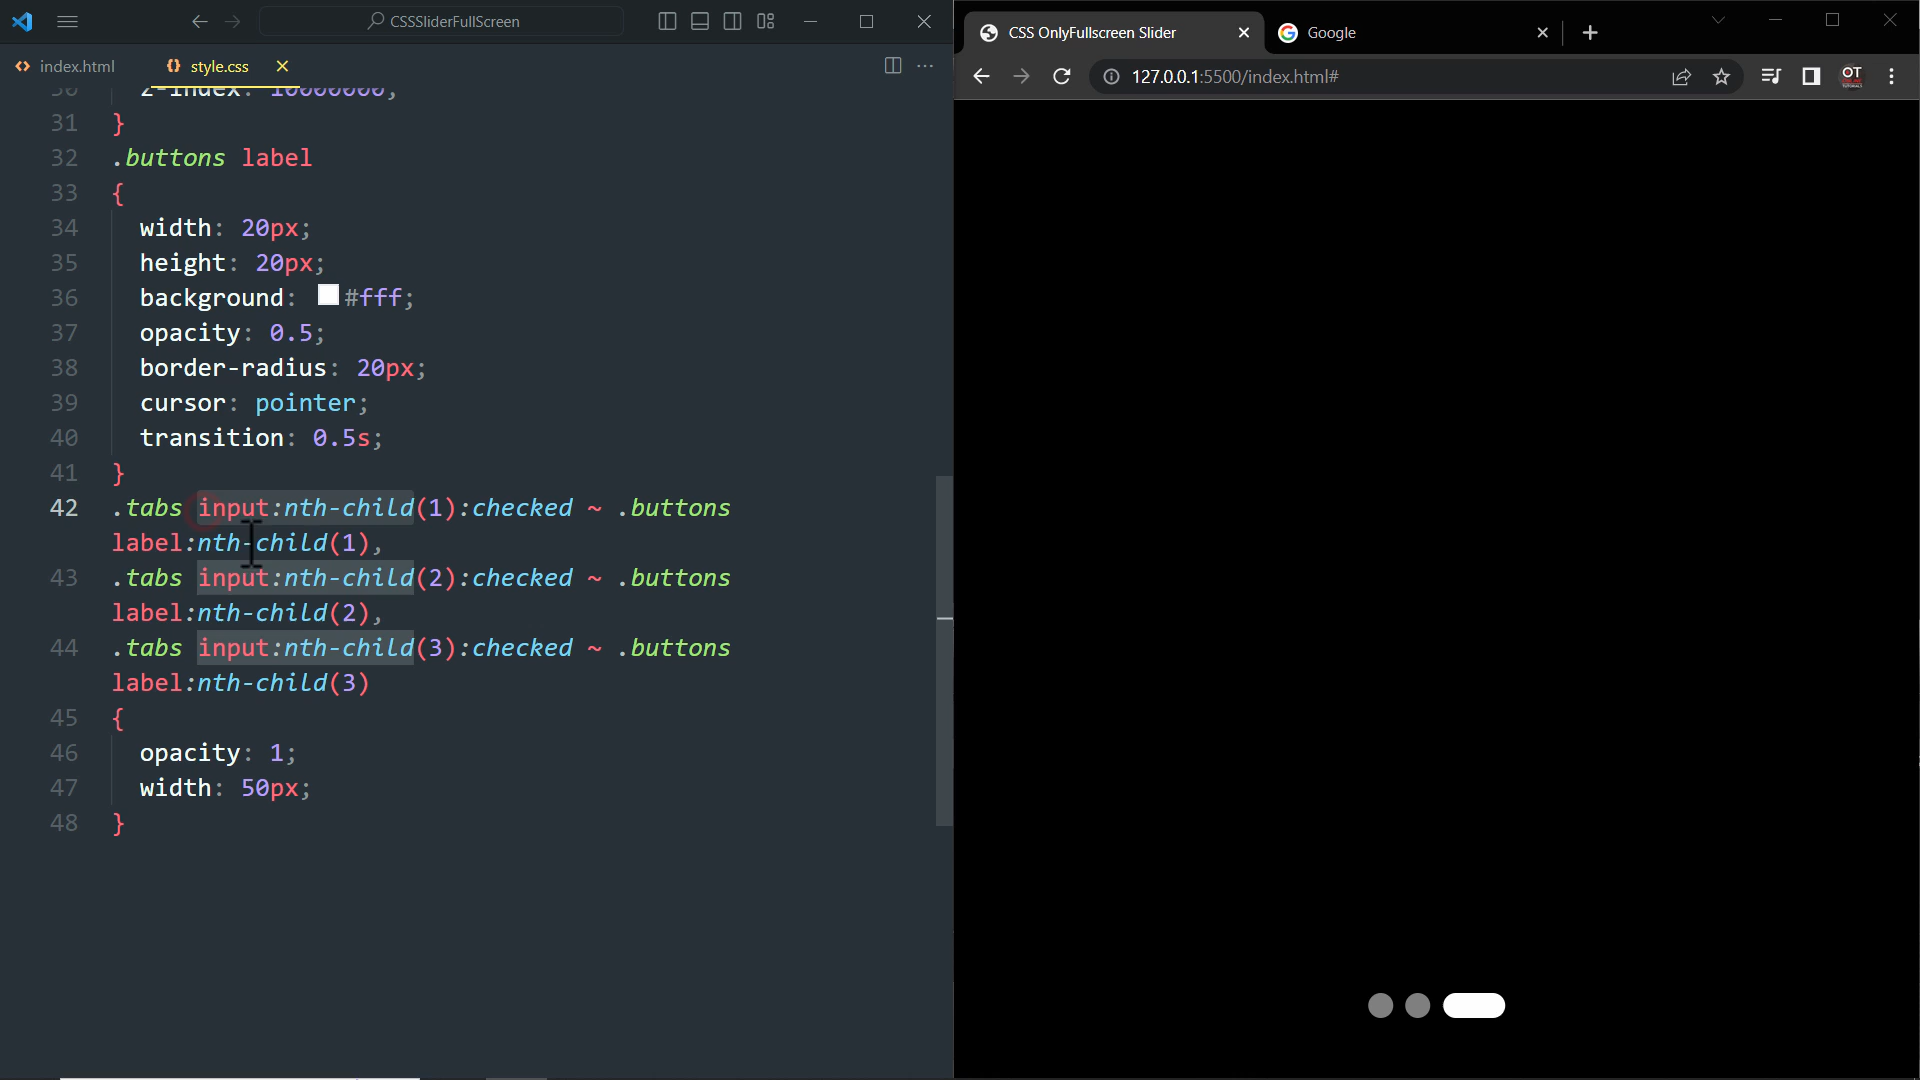 CSSSliderFullScreen
index.html
style.css
30 z-index: 10000000;
31 }
32 .buttons label
33 {
34 width: 20px;
35 height: 20px;
36 background: #fff;
37 opacity: 0.5;
38 border-radius: 20px;
39 cursor: pointer;
40 transition: 0.5s;
41 }
42 .tabs input:nth-child(1):checked ~ .buttons
label:nth-child(1),
43 .tabs input:nth-child(2):checked ~ .buttons
label:nth-child(2),
44 .tabs input:nth-child(3):checked ~ .buttons
label:nth-child(3)
45 {
46 opacity: 1;
47 width: 50px;
48 }
CSS OnlyFullscreen Slider
Google
127.0.0.1:5500/index.html#
OT